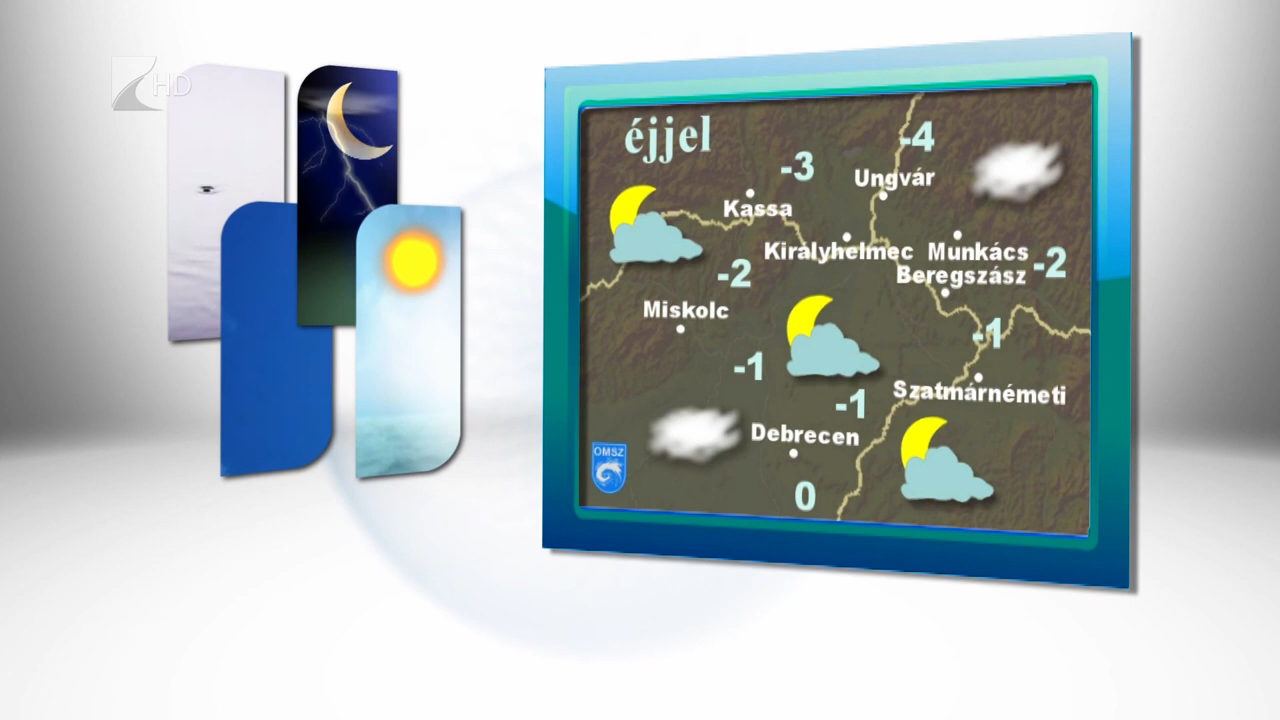 HD
éjjel
-4
-3
Ungvár
Kassa
Királyhelmec
Munkács
-2
Beregszász
-2
Miskolc
-1
-1
Szatmárnémeti
-1
Debrecen
OMSZ
0